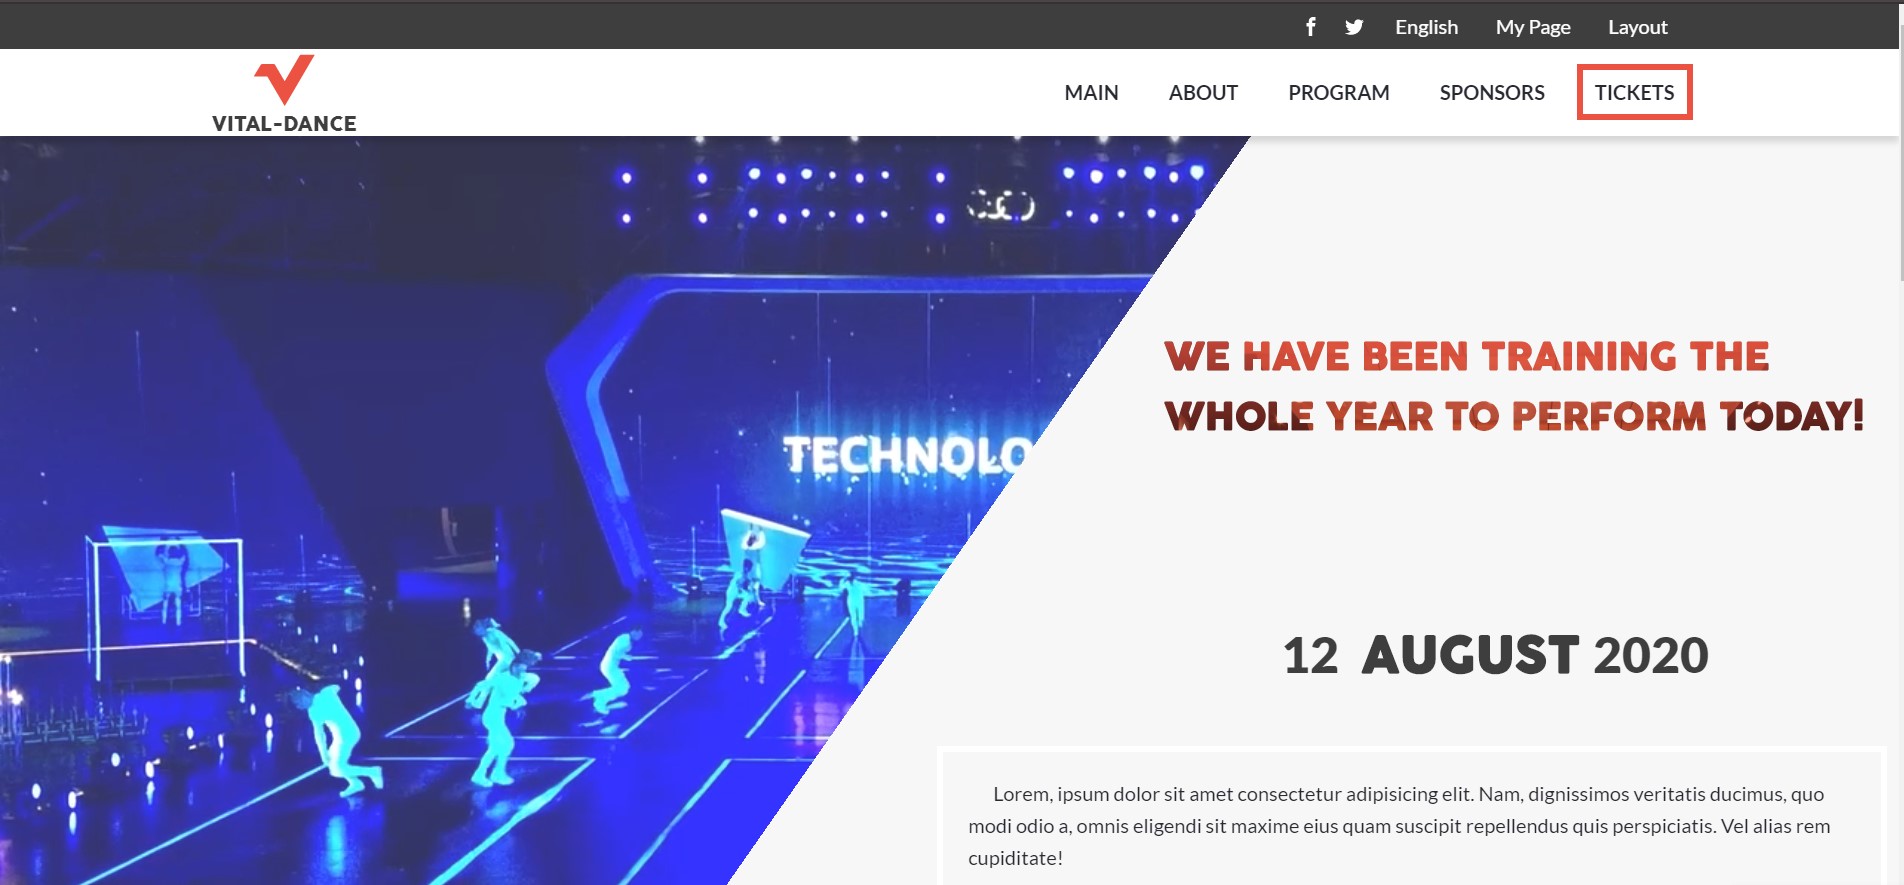 English My Page Layout
VITAL-DANCE
MAIN ABOUT PROGRAM SPONSORS TICKETS
TECHNOLO
WE HAVE BEEN TRAINING THE
WHOLE YEAR TO PERFORM TODAY!
12 AUGUST 2020
Lorem, ipsum dolor sit amet consectetur adipisicing elit. Nam, dignissimos veritatis ducimus, quo
modi odio a, omnis eligendi sit maxime eius quam suscipit repellendus quis perspiciatis. Vel alias rem
cupiditate!